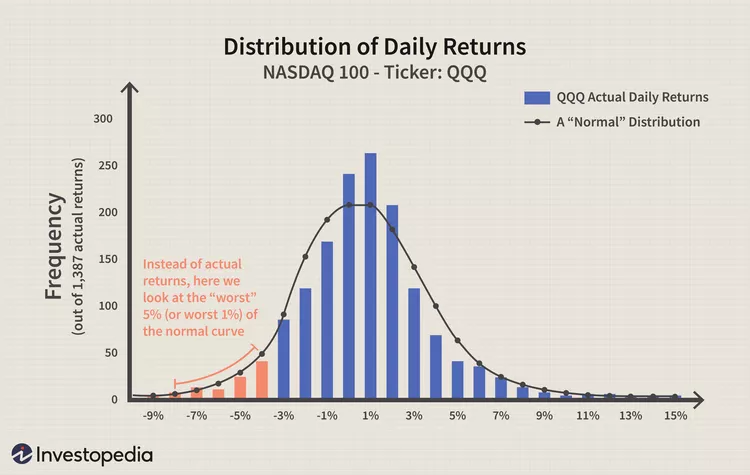 Distribution of Daily Returns
NASDAQ 100 - Ticker: QQQ
QQQ Actual Daily Returns
A “Normal” Distribution
Frequency
(out of 1,387 actual returns)
300
250
200
150
100
50
0
Instead of actual
returns, here we
look at the “worst”
5% (or worst 1%) of
the normal curve
-9%
-7%
-5%
-3%
-1%
1%
3%
5%
7%
9%
11%
13%
15%
Investopedia